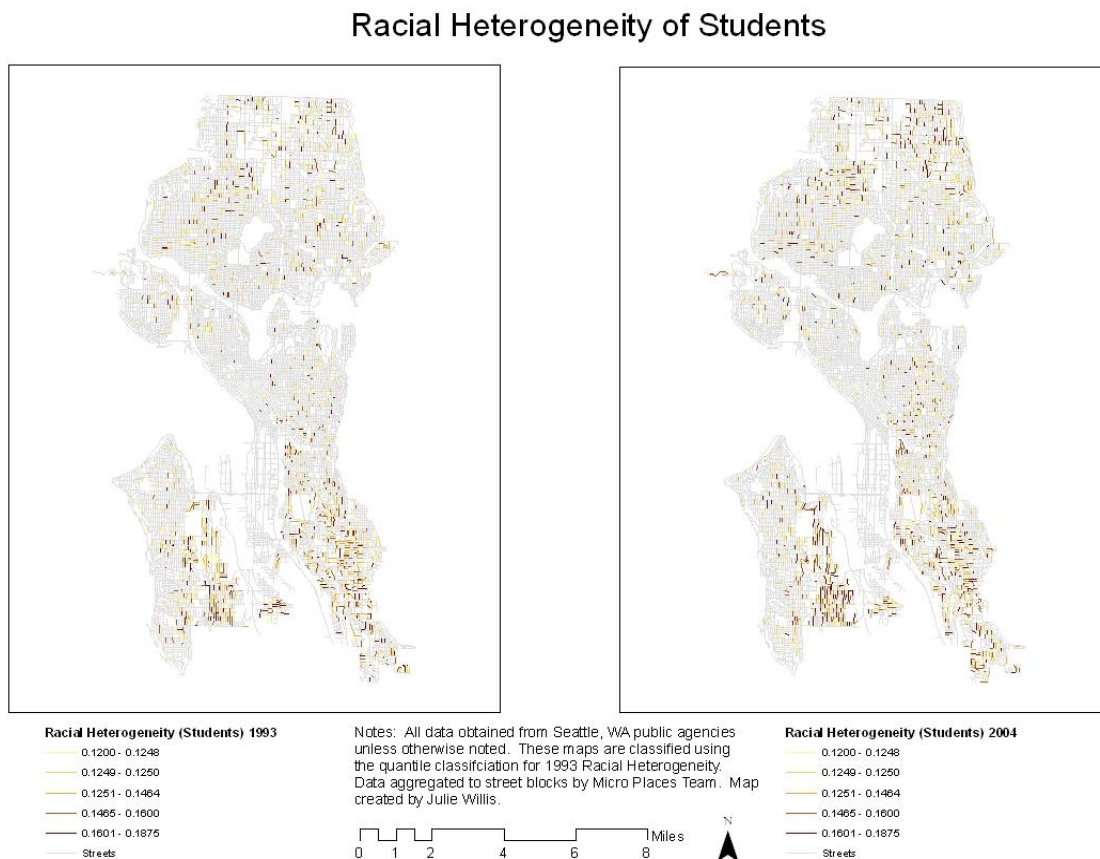 Racial Heterogeneity of Students
Racial Heterogeneity (Students) 1993
0.1200 - 0.1248
0.1249 - 0.1250
0.1251 - 0.1464
0.1465 - 0.1600
0.1601 - 0.1875
Streets
Notes: All data obtained from Seattle, WA public agencies
unless otherwise noted. These maps are classified using
the quantile classifciation for 1993 Racial Heterogeneity.
Data aggregated to street blocks by Micro Places Team. Map
created by Julie Willis.
Miles
0 1 2 4 6 8
N
Racial Heterogeneity (Students) 2004
0.1200 - 0.1248
0.1249 - 0.1250
0.1251 - 0.1464
0.1465 - 0.1600
0.1601 - 0.1875
Streets